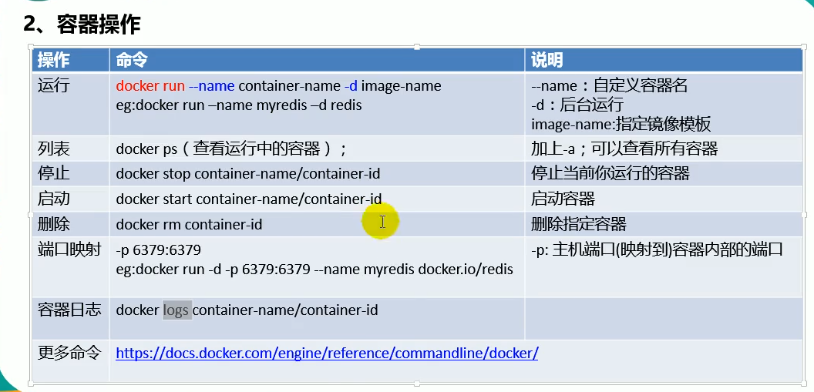 2、容器操作
操作 命令 说明
运行 docker run --name container-name -d image-name --name：自定义容器名
eg:docker run –name myredis –d redis -d：后台运行
image-name:指定镜像模板
列表 docker ps（查看运行中的容器）； 加上-a；可以查看所有容器
停止 docker stop container-name/container-id 停止当前你运行的容器
启动 docker start container-name/container-id 启动容器
删除 docker rm container-id 删除指定容器
端口映射 -p 6379:6379 -p: 主机端口(映射到)容器内部的端口
eg:docker run -d -p 6379:6379 --name myredis docker.io/redis
容器日志 docker logs container-name/container-id
更多命令 https://docs.docker.com/engine/reference/commandline/docker/